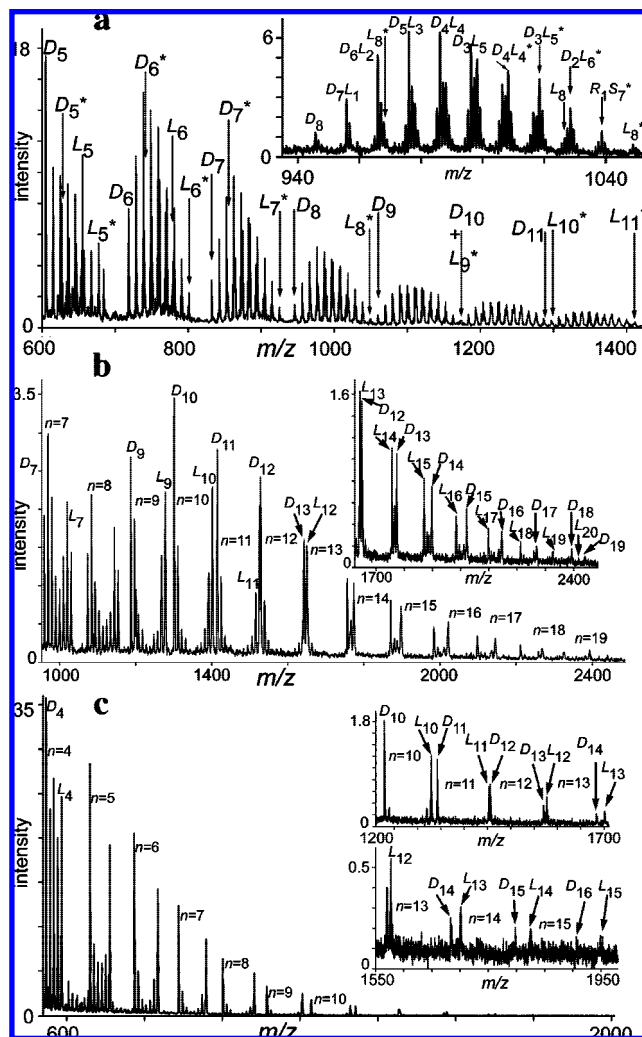 a
18
intensity
2
D5
D5*
L5
L5*
D6
D6*
L6
L6*
D7
D7*
L7*
D8
L8*
D9
D10
+
L9*
D11
L10*
L11*
600 800 1000 1200 1400
m/z
6
0
D8
D7L1
D6L2
L8*
D5L3
D4L4
D3L5
D4L4*
D3L5*
L8
D2L6*
R1S7*
L8*
940 1040
m/z
b
3.5
intensity
0
D7
n=7
L7
n=8
D9
n=9
L9
D10
n=10
L10
D11
n=11
L11
D12
n=12
D13
L12
n=13
n=14
n=15
n=16
n=17
n=18
n=19
1000 1400 2000 2400
m/z
1.6
0
L13
D12
L14
D13
L15
D14
L16
D15
L17
D16
L18
D17
L19
D18
L20
D19
1700 2400
m/z
c
35
intensity
0
D4
n=4
L4
n=5
n=6
n=7
n=8
n=9
n=10
600 2000
m/z
1.8
0
D10
n=10
L10
D11
n=11
L11
D12
n=12
D13
L12
n=13
D14
L13
1200 1700
m/z
0.5
0
L12
n=13
D14
L13
n=14
D15
L14
n=15
D16
L15
1550 1950
m/z